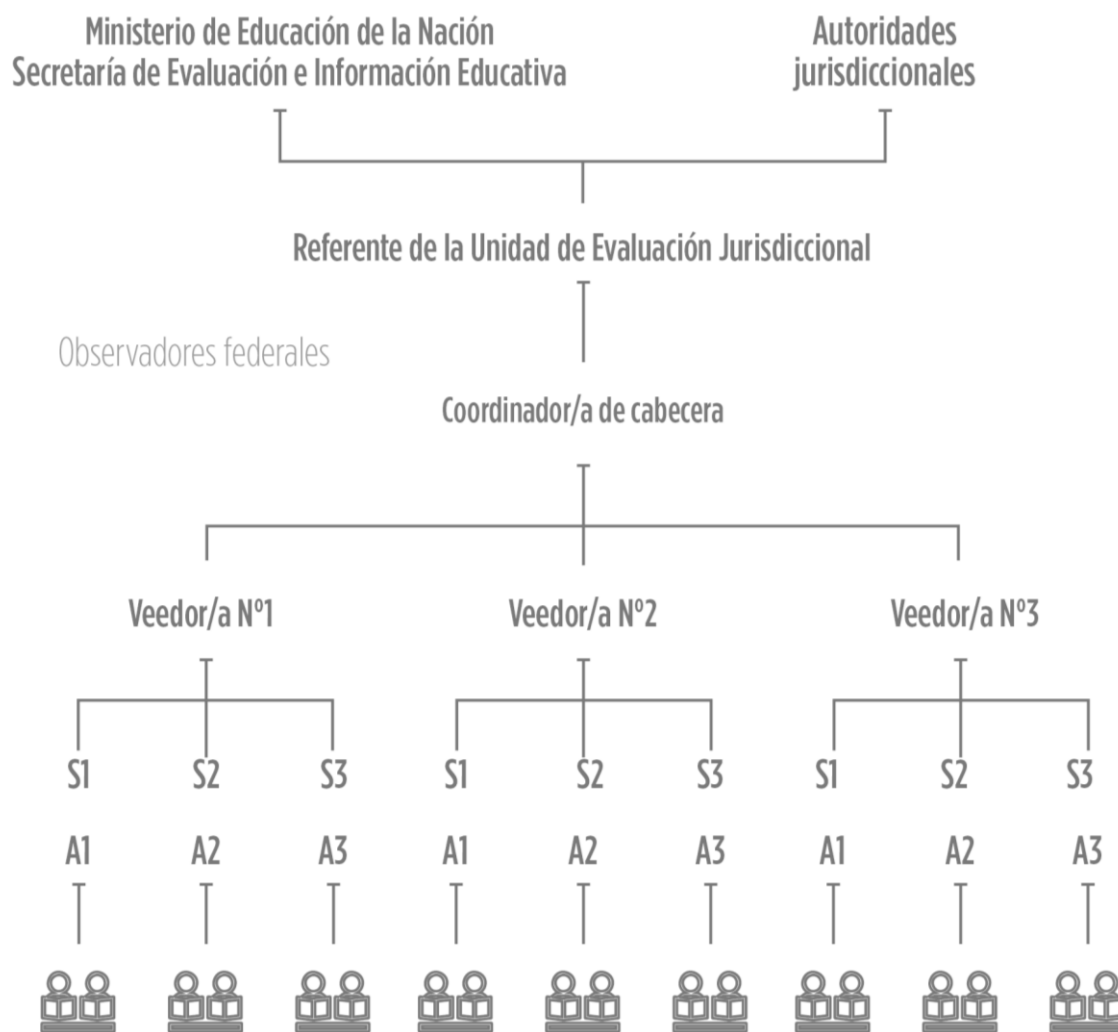 Ministerio de Educación de la Nación
Secretaría de Evaluación e Información Educativa
Autoridades
jurisdiccionales
Referente de la Unidad de Evaluación Jurisdiccional
Observadores federales
Coordinador/a de cabecera
Veedor/a Nº1
Veedor/a Nº2
Veedor/a Nº3
S1 S2 S3 S1 S2 S3 S1 S2 S3
A1 A2 A3 A1 A2 A3 A1 A2 A3